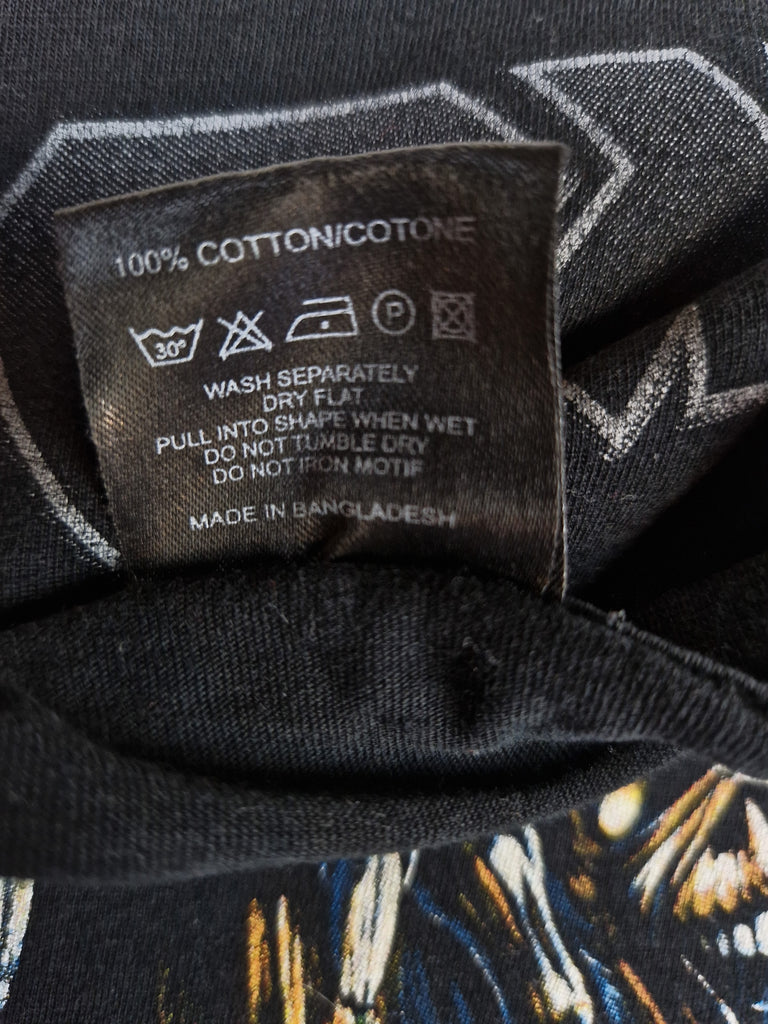 100% COTTON/COTONE
30°
P
WASH SEPARATELY
DRY FLAT
PULL INTO SHAPE WHEN WET
DO NOT TUMBLE DRY
DO NOT IRON MOTIF
MADE IN BANGLADESH